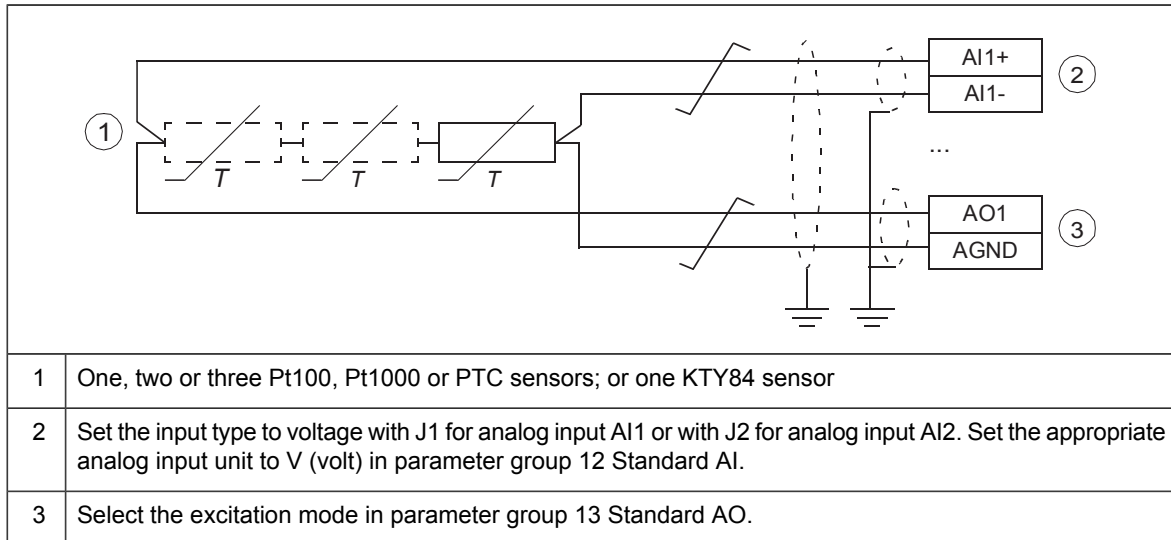 AI1+
2
AI1-
1
T
T
T
...
AO1
3
AGND
1 One, two or three Pt100, Pt1000 or PTC sensors; or one KTY84 sensor
2 Set the input type to voltage with J1 for analog input AI1 or with J2 for analog input AI2. Set the appropriate
analog input unit to V (volt) in parameter group 12 Standard AI.
3 Select the excitation mode in parameter group 13 Standard AO.